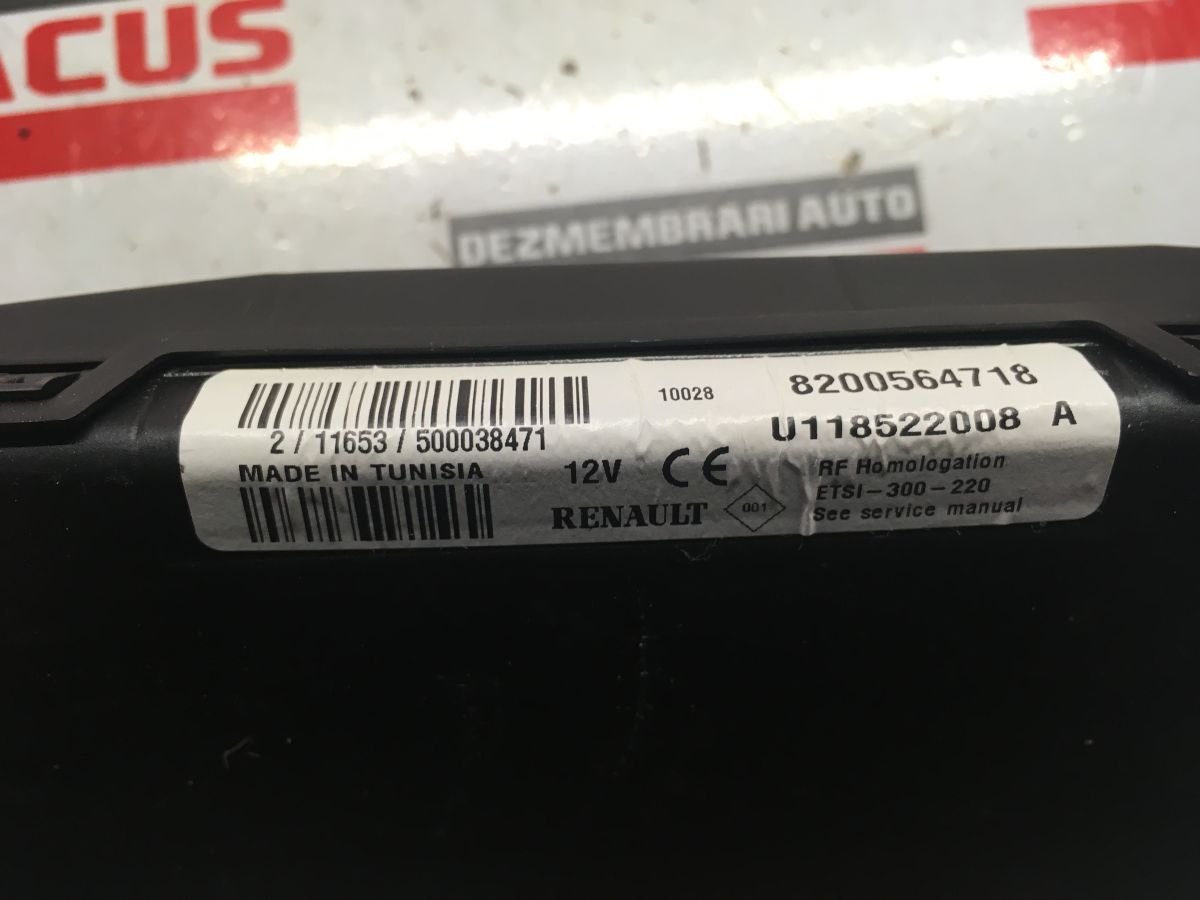 ACUS
DEZMEMBRARI AUTO
10028
8200564718
2 / 11653 / 500038471
U118522008 A
MADE IN TUNISIA
12V
CE
RENAULT
001
RF Homologation
ETSI-300-220
See service manual